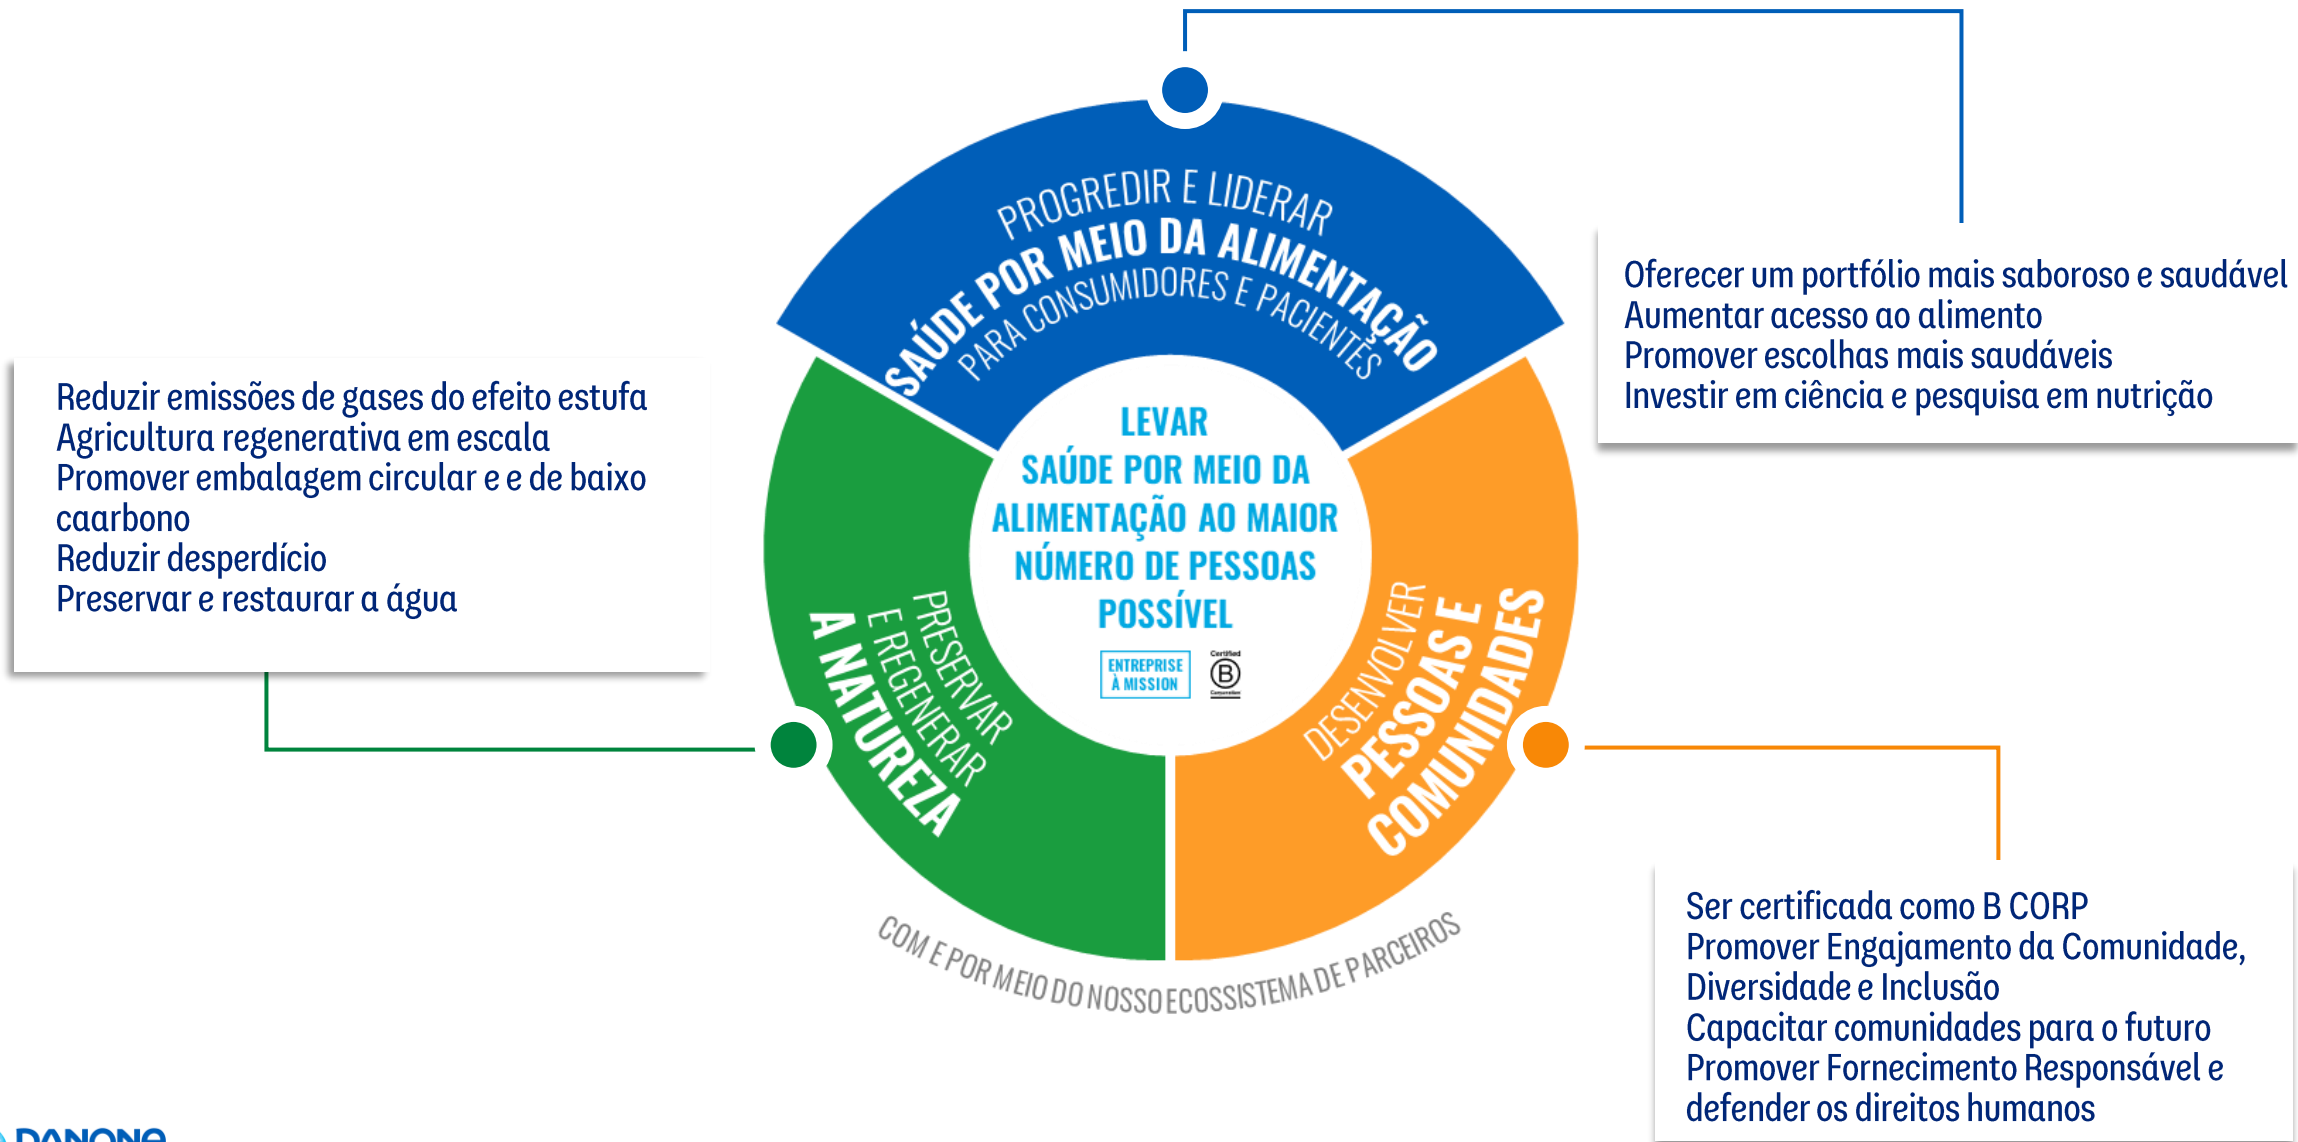 PROGREDIR E LIDERAR
SAÚDE POR MEIO DA ALIMENTAÇÃO
PARA CONSUMIDORES E PACIENTES
Oferecer um portfólio mais saboroso e saudável
Aumentar acesso ao alimento
Promover escolhas mais saudáveis
Investir em ciência e pesquisa em nutrição
Reduzir emissões de gases do efeito estufa
Agricultura regenerativa em escala
Promover embalagem circular e e de baixo
caarbono
Reduzir desperdício
Preservar e restaurar a água
LEVAR
SAÚDE POR MEIO DA
ALIMENTAÇÃO AO MAIOR
NÚMERO DE PESSOAS
POSSÍVEL
ENTREPRISE
À MISSION
Certified
B
Corporation
PRESERVAR
E REGENERAR
A NATUREZA
DESENVOLVER
PESSOAS E
COMUNIDADES
COM E POR MEIO DO NOSSO ECOSSISTEMA DE PARCEIROS
Ser certificada como B CORP
Promover Engajamento da Comunidade,
Diversidade e Inclusão
Capacitar comunidades para o futuro
Promover Fornecimento Responsável e
defender os direitos humanos
DANONE